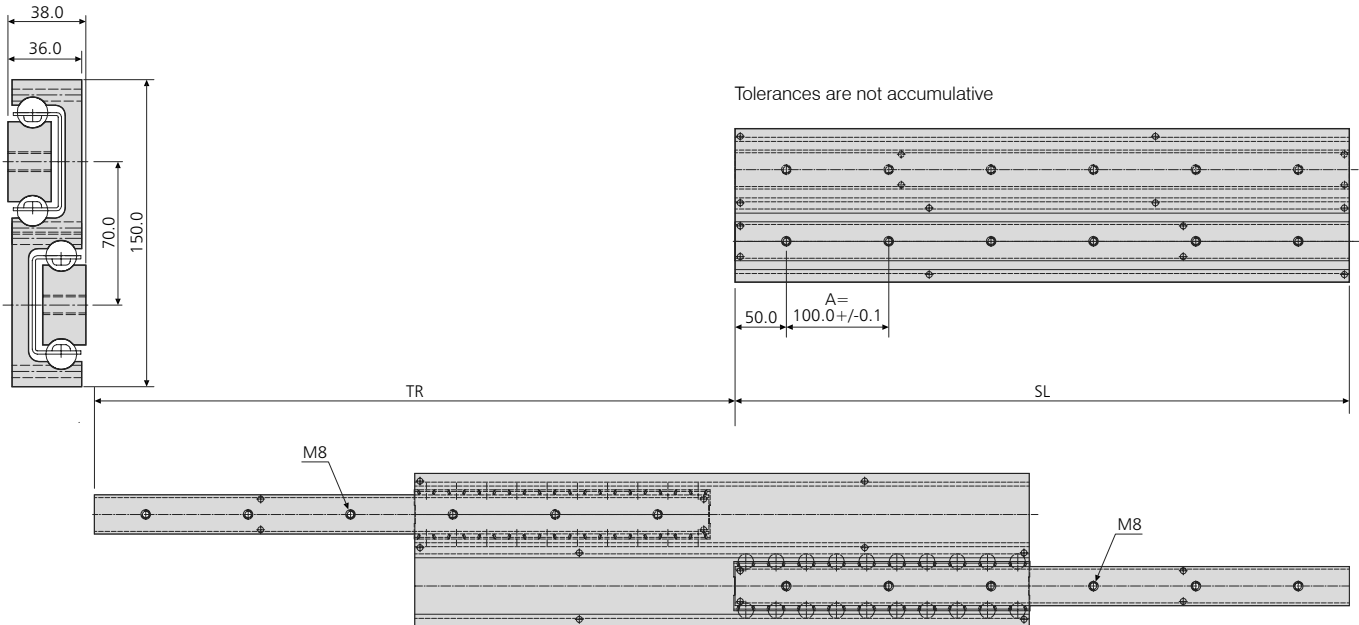 38.0
36.0
70.0
150.0
Tolerances are not accumulative
50.0
A=
100.0+/-0.1
TR
SL
M8
M8